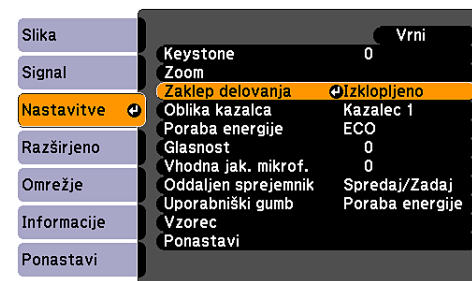 Slika
Signal
Nastavitve
Razširjeno
Omrežje
Informacije
Ponastavi
Vrni
Keystone 0
Zoom
Zaklep delovanja Izklopljeno
Oblika kazalca Kazalec 1
Poraba energije ECO
Glasnost 0
Vhodna jak. mikrof. 0
Oddaljen sprejemnik Spredaj/Zadaj
Uporabniški gumb Poraba energije
Vzorec
Ponastavi